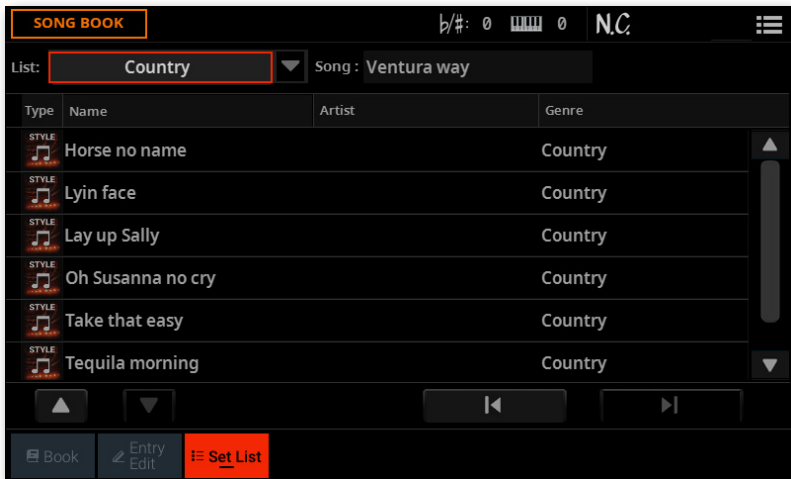 SONG BOOK ♭/#: 0 0 N.C.
List: Country Song : Ventura way
Type Name Artist Genre
STYLE Horse no name Country
STYLE Lyin face Country
STYLE Lay up Sally Country
STYLE Oh Susanna no cry Country
STYLE Take that easy Country
STYLE Tequila morning Country
Book Entry Edit Set List